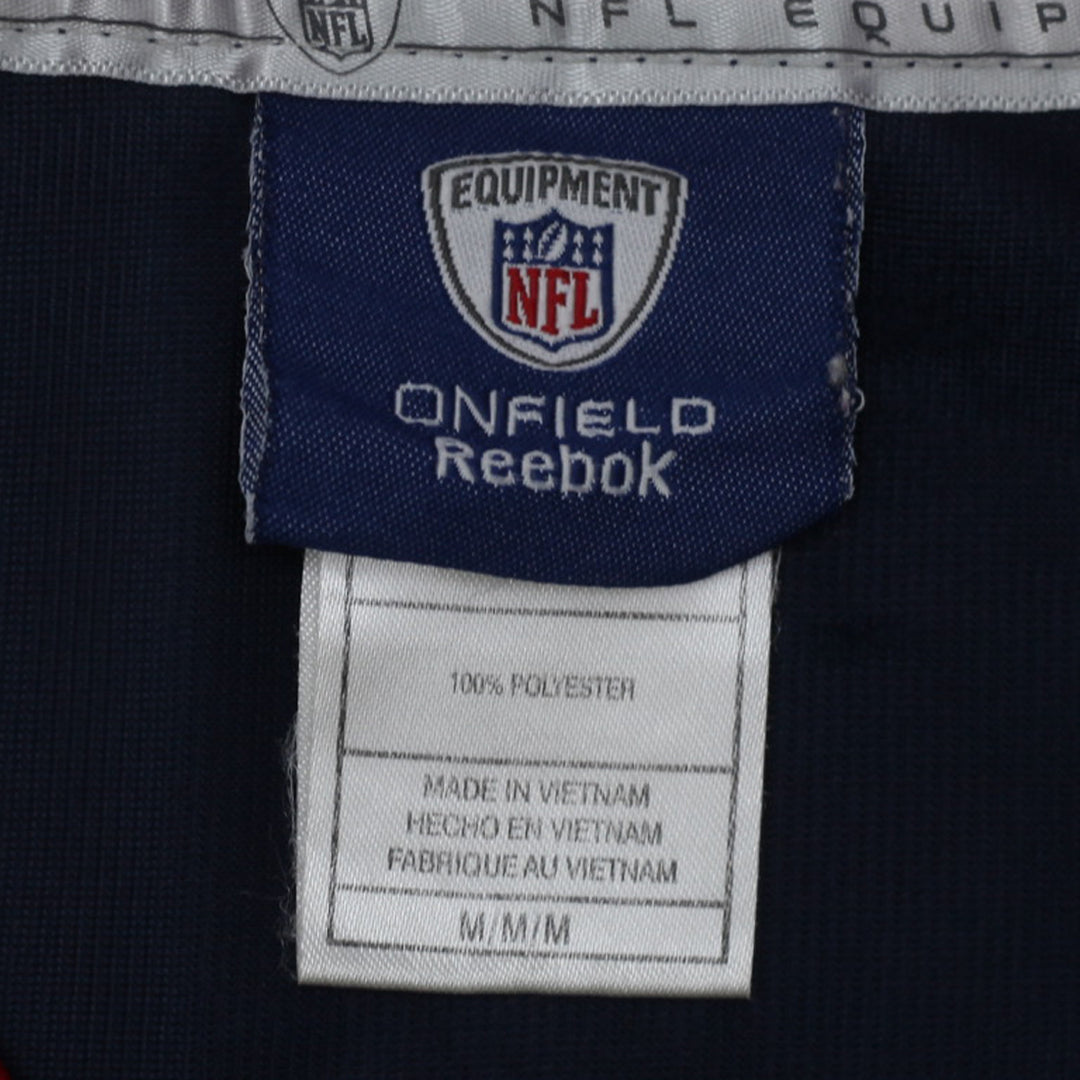 NFL
NFL EQUIP
EQUIPMENT
NFL
ONFIELD
Reebok
100% POLYESTER
MADE IN VIETNAM
HECHO EN VIETNAM
FABRIQUE AU VIETNAM
M/M/M